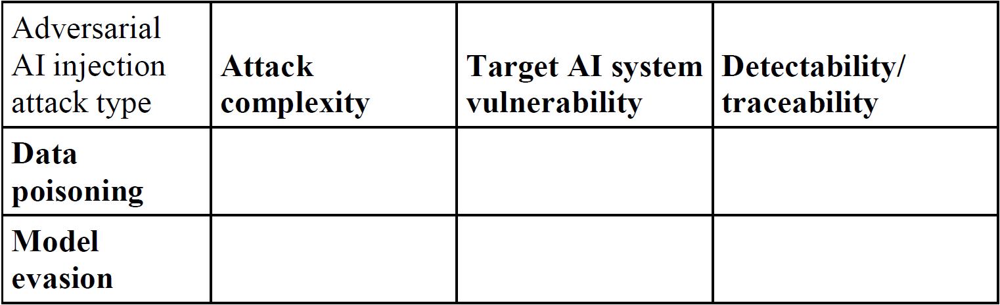 Adversarial
AI injection
attack type
Attack
complexity
Target AI system
vulnerability
Detectability/
traceability
Data
poisoning
Model
evasion